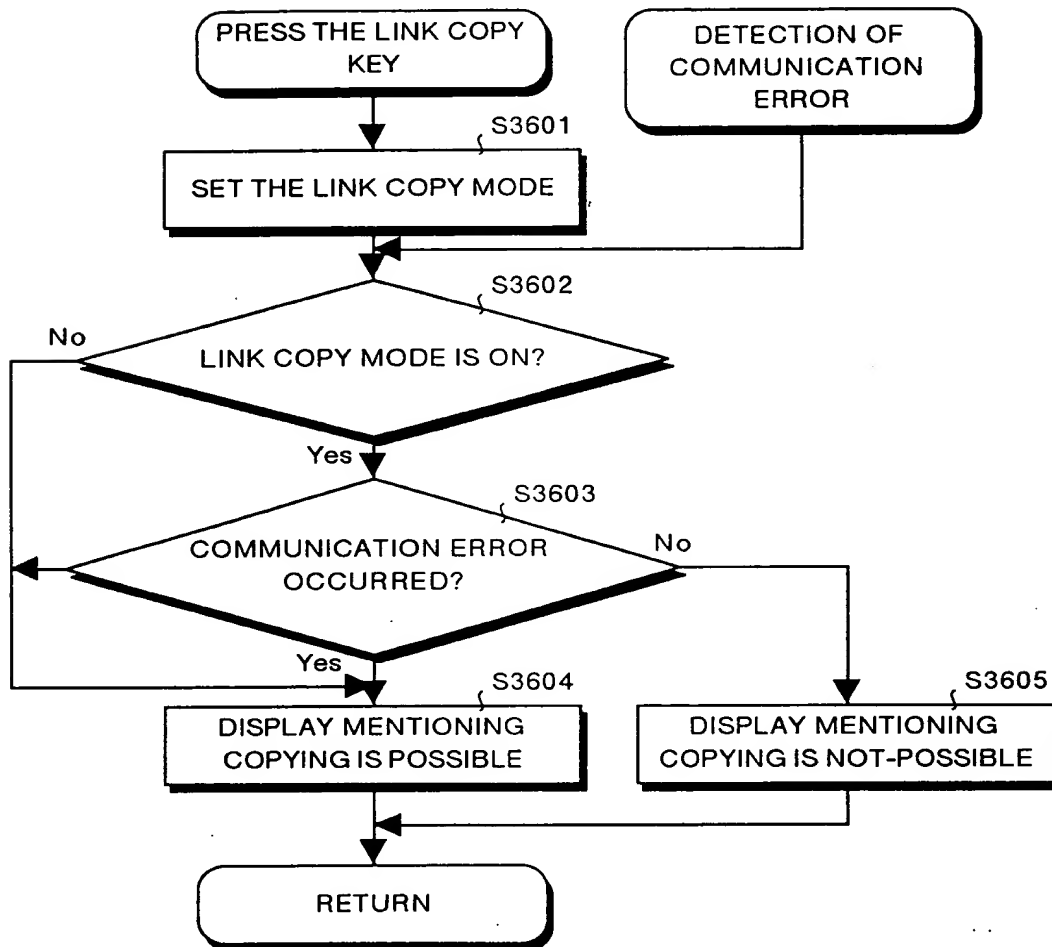 PRESS THE LINK COPY
KEY
DETECTION OF
COMMUNICATION
ERROR
S3601
SET THE LINK COPY MODE
S3602
No
LINK COPY MODE IS ON?
Yes
S3603
COMMUNICATION ERROR
OCCURRED?
No
Yes
S3604
DISPLAY MENTIONING
COPYING IS POSSIBLE
S3605
DISPLAY MENTIONING
COPYING IS NOT-POSSIBLE
RETURN